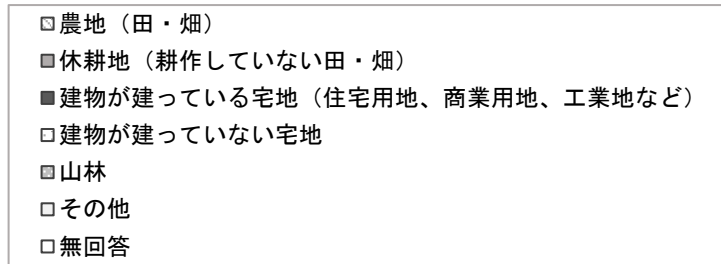 農地（田・畑）
休耕地（耕作していない田・畑）
建物が建っている宅地（住宅用地、商業用地、工業地など）
建物が建っていない宅地
山林
その他
無回答